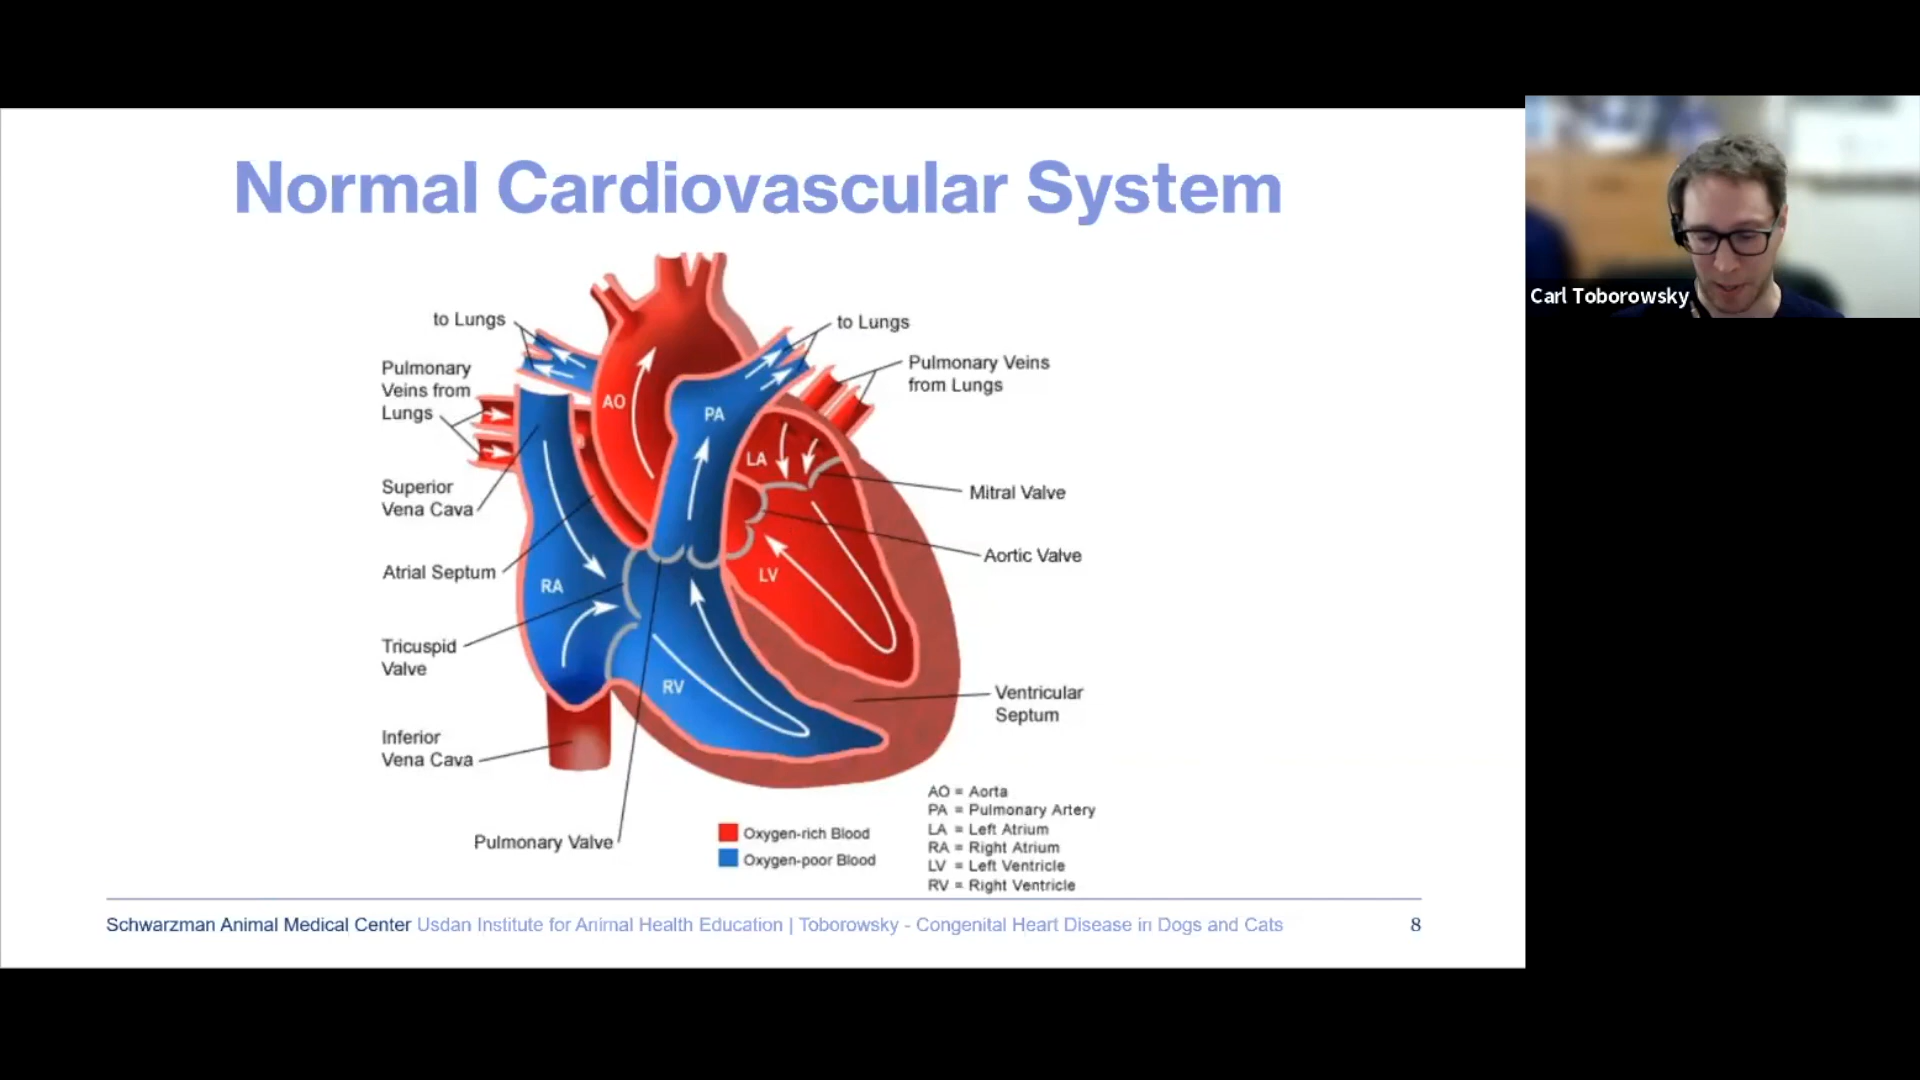 Normal Cardiovascular System
to Lungs
to Lungs
Pulmonary
Veins from
Lungs
Pulmonary Veins
from Lungs
AO
PA
LA
Superior
Vena Cava
Mitral Valve
Atrial Septum
Aortic Valve
RA
LV
Tricuspid
Valve
RV
Ventricular
Septum
Inferior
Vena Cava
Pulmonary Valve
Oxygen-rich Blood
Oxygen-poor Blood
AO = Aorta
PA = Pulmonary Artery
LA = Left Atrium
RA = Right Atrium
LV = Left Ventricle
RV = Right Ventricle
Schwarzman Animal Medical Center Usdan Institute for Animal Health Education | Toborowsky - Congenital Heart Disease in Dogs and Cats 8
Carl Toborowsky